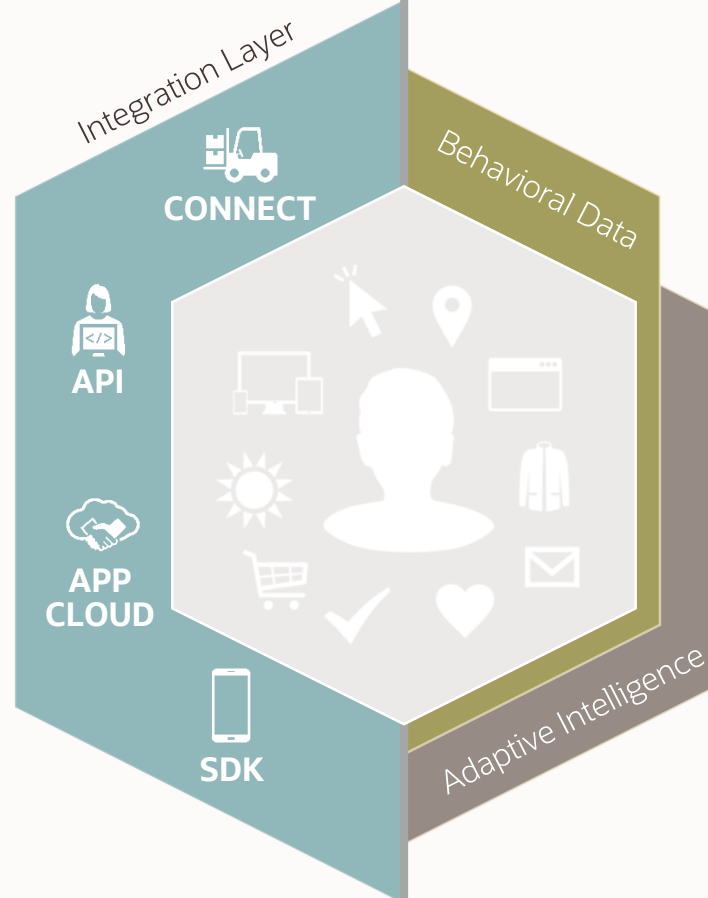 Integration Layer
Behavioral Data
CONNECT
</>
API
APP
CLOUD
SDK
Adaptive Intelligence